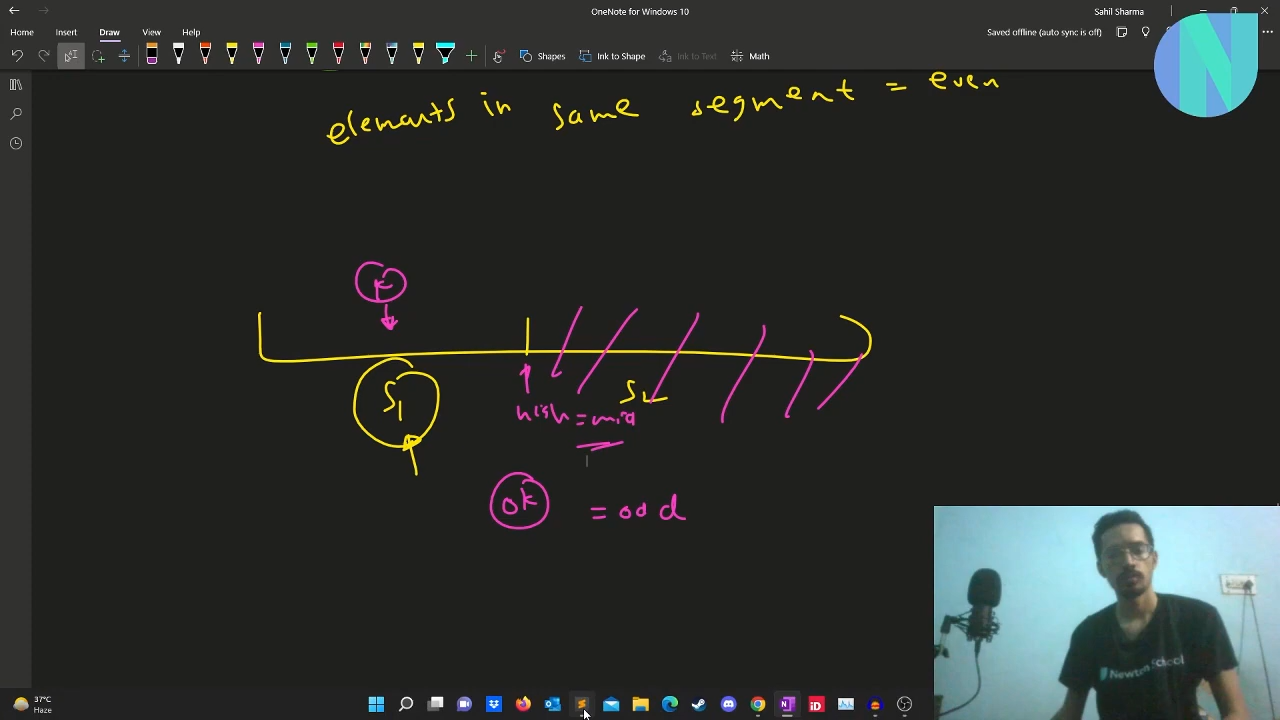 OneNote for Windows 10
Sahil Sharma
Home Insert Draw View Help
Saved offline (auto sync is off)
Shapes Ink to Shape Ink to Text Math
elements in same segment = even
K
S1
S2
high = mid
OK = odd
Newton School
37°C
Haze